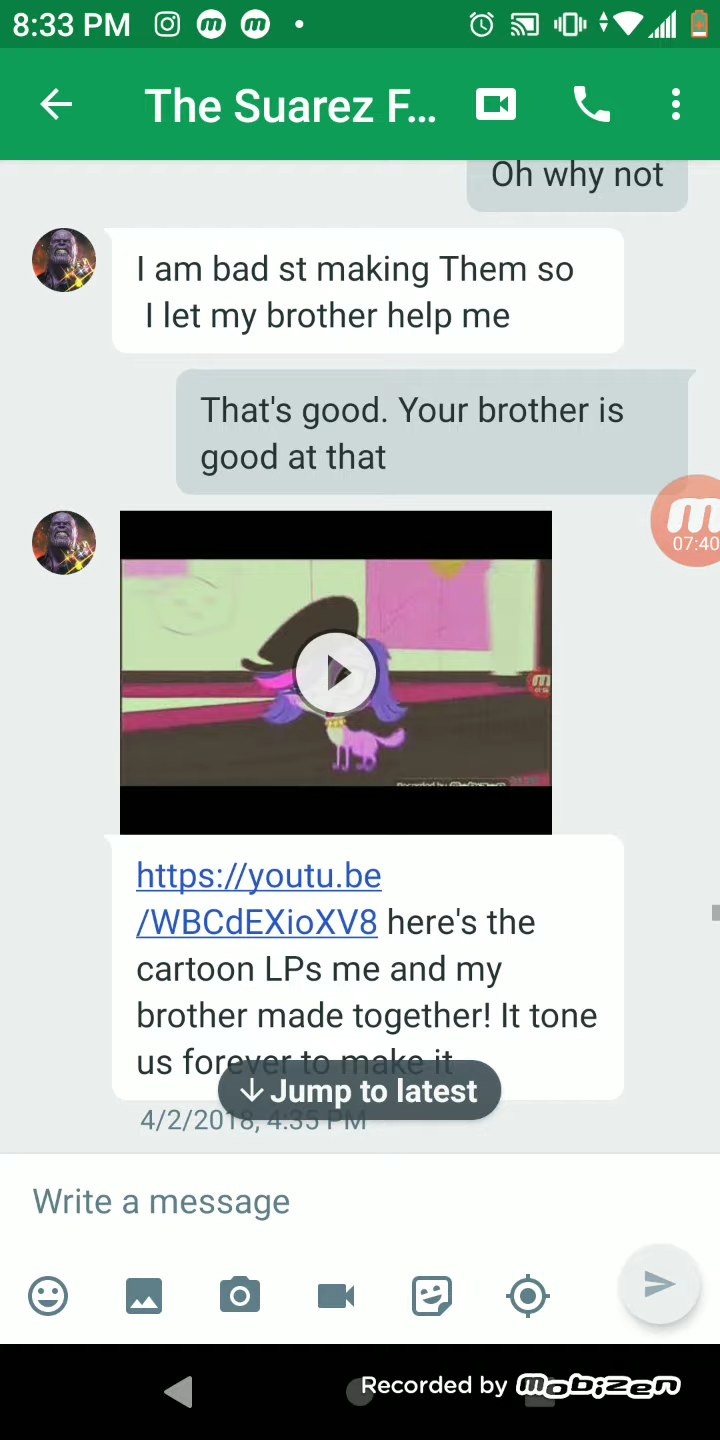 8:33 PM
The Suarez F...
Oh why not
I am bad st making Them so
I let my brother help me
That's good. Your brother is
good at that
07:40
https://youtu.be
/WBCdEXioXV8 here's the
cartoon LPs me and my
brother made together! It tone
us forever to make it
Jump to latest
4/2/2018, 4:35 PM
Write a message
Recorded by mobizen